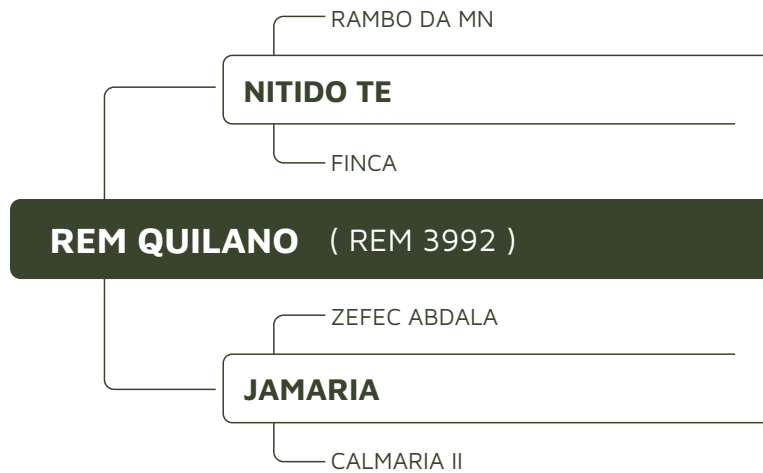 RAMBO DA MN
NITIDO TE
FINCA
REM QUILANO ( REM 3992 )
ZEFEC ABDALA
JAMARIA
CALMARIA II